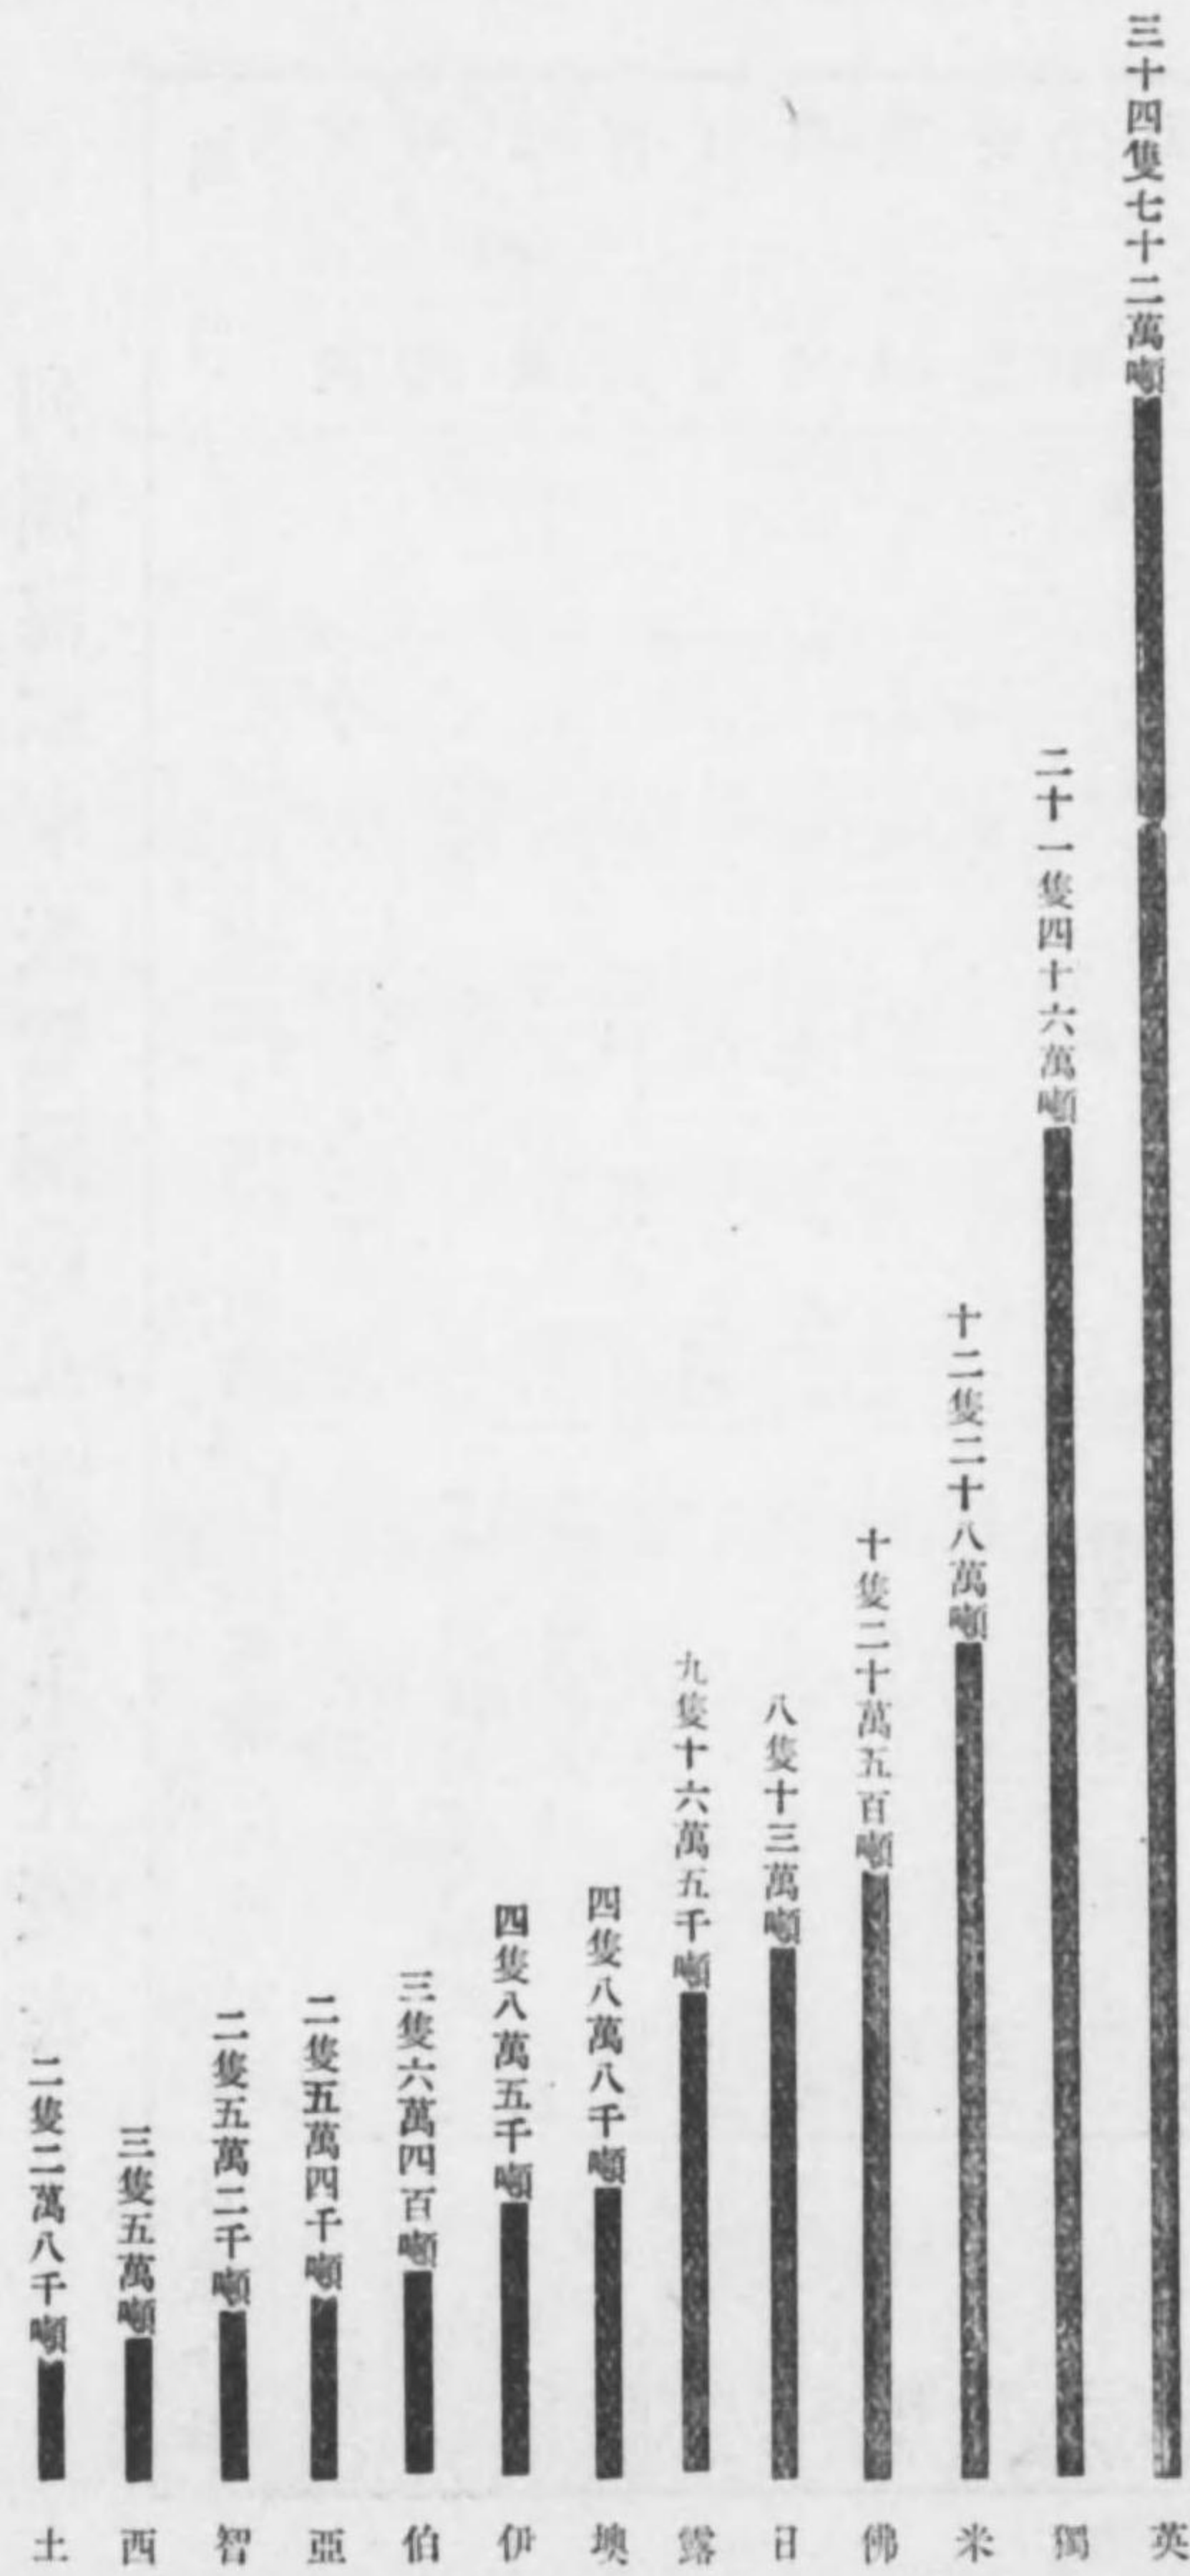 三十四隻七十二萬噸
英
二十一隻四十六萬噸
獨
十二隻二十八萬噸
米
十隻二十萬五百噸
佛
八隻十三萬噸
日
九隻十六萬五千噸
露
四隻八萬八千噸
墺
四隻八萬五千噸
伊
三隻六萬四百噸
伯
二隻五萬四千噸
亞
二隻五萬二千噸
智
三隻五萬噸
西
二隻二萬八千噸
土